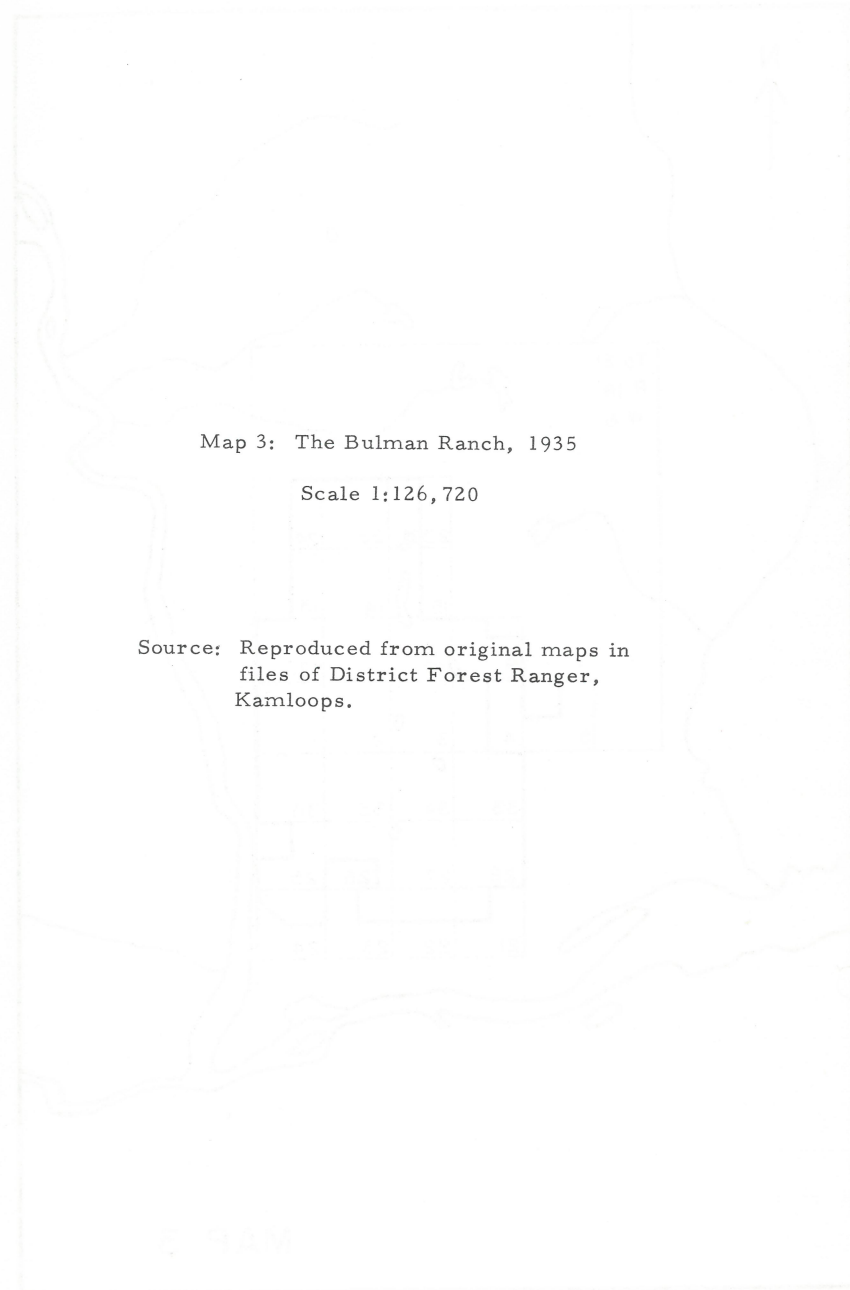 Map 3: The Bulman Ranch, 1935
Scale 1:126,720
Source: Reproduced from original maps in
files of District Forest Ranger,
Kamloops.